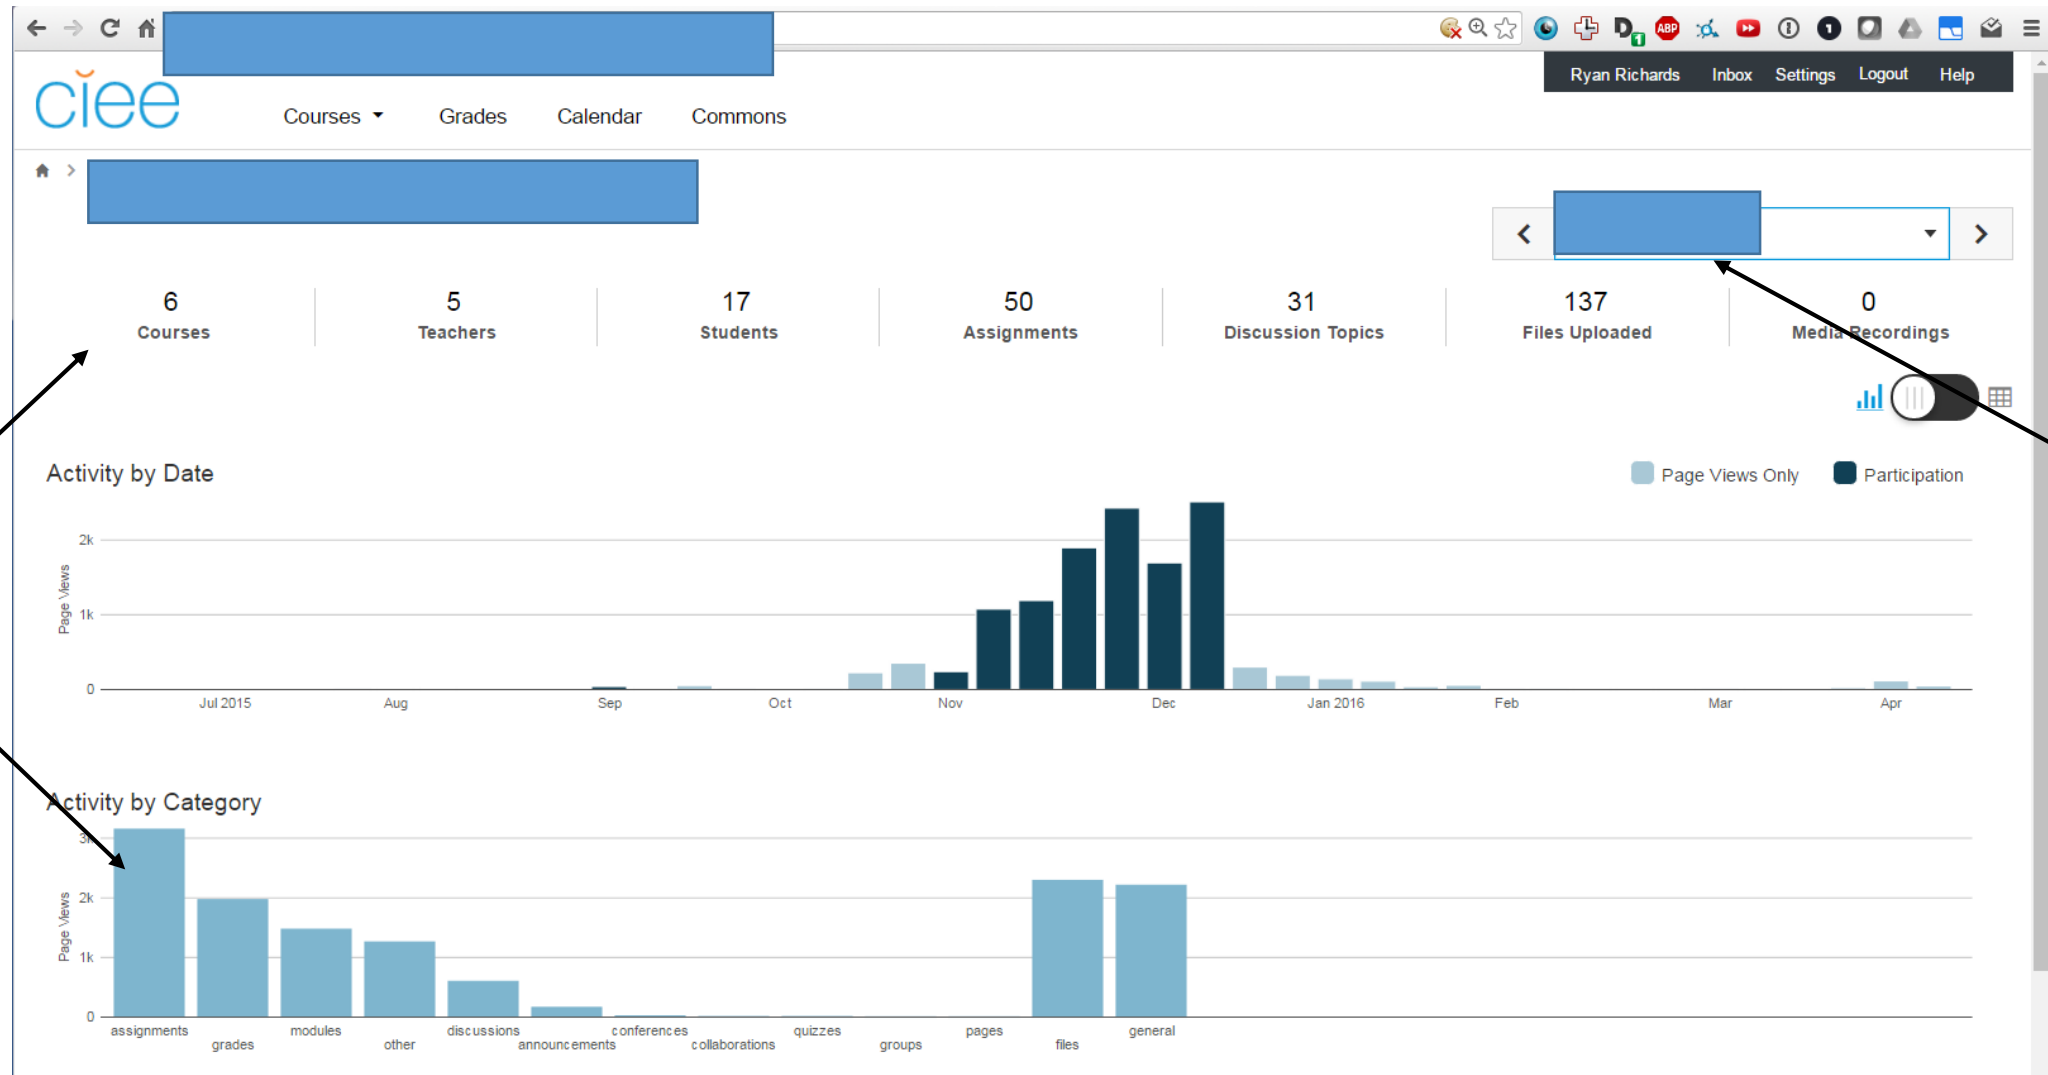 Ryan Richards Inbox Settings Logout Help
ciee
Courses Grades Calendar Commons
6 5 17 50 31 137 0
Courses Teachers Students Assignments Discussion Topics Files Uploaded Media Recordings
Activity by Date
Page Views Only Participation
Page Views
2k
1k
0
Jul 2015 Aug Sep Oct Nov Dec Jan 2016 Feb Mar Apr
Activity by Category
Page Views
3k
2k
1k
0
assignments modules discussions conferences quizzes pages general
grades other announcements collaborations groups files